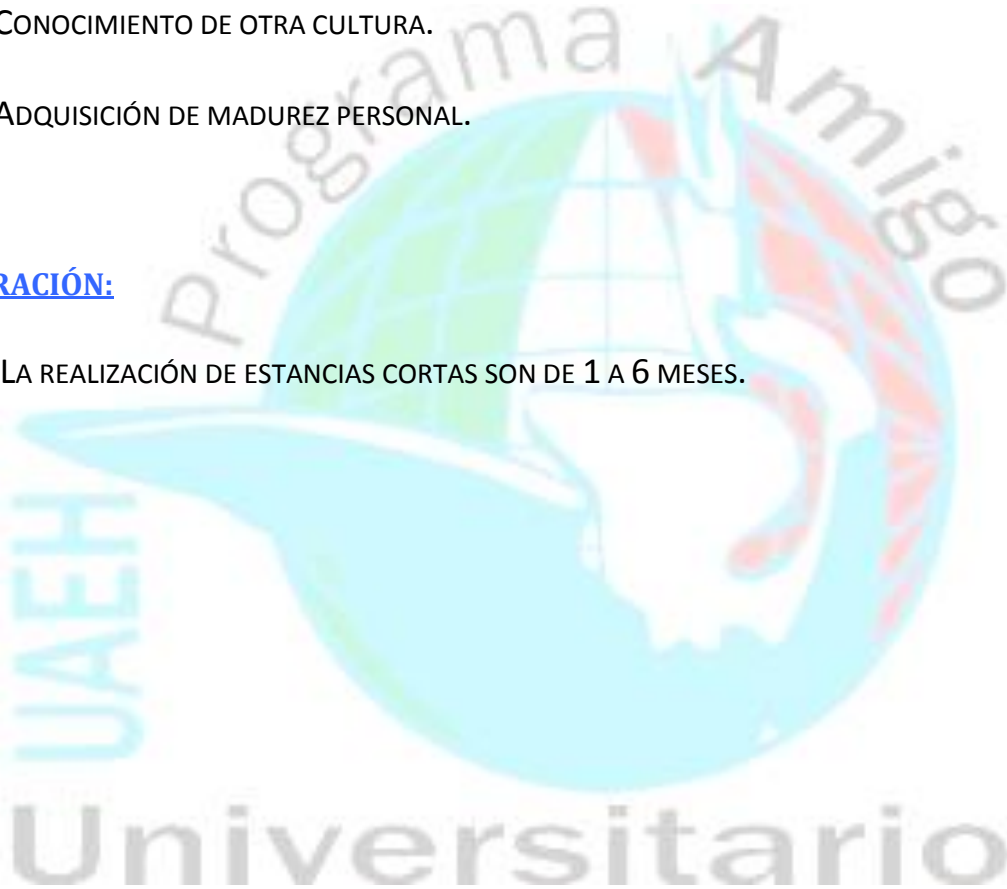 CONOCIMIENTO DE OTRA CULTURA.
ADQUISICIÓN DE MADUREZ PERSONAL.
RACIÓN:
LA REALIZACIÓN DE ESTANCIAS CORTAS SON DE 1 A 6 MESES.
Programa Amigo
UAEH
Universitario